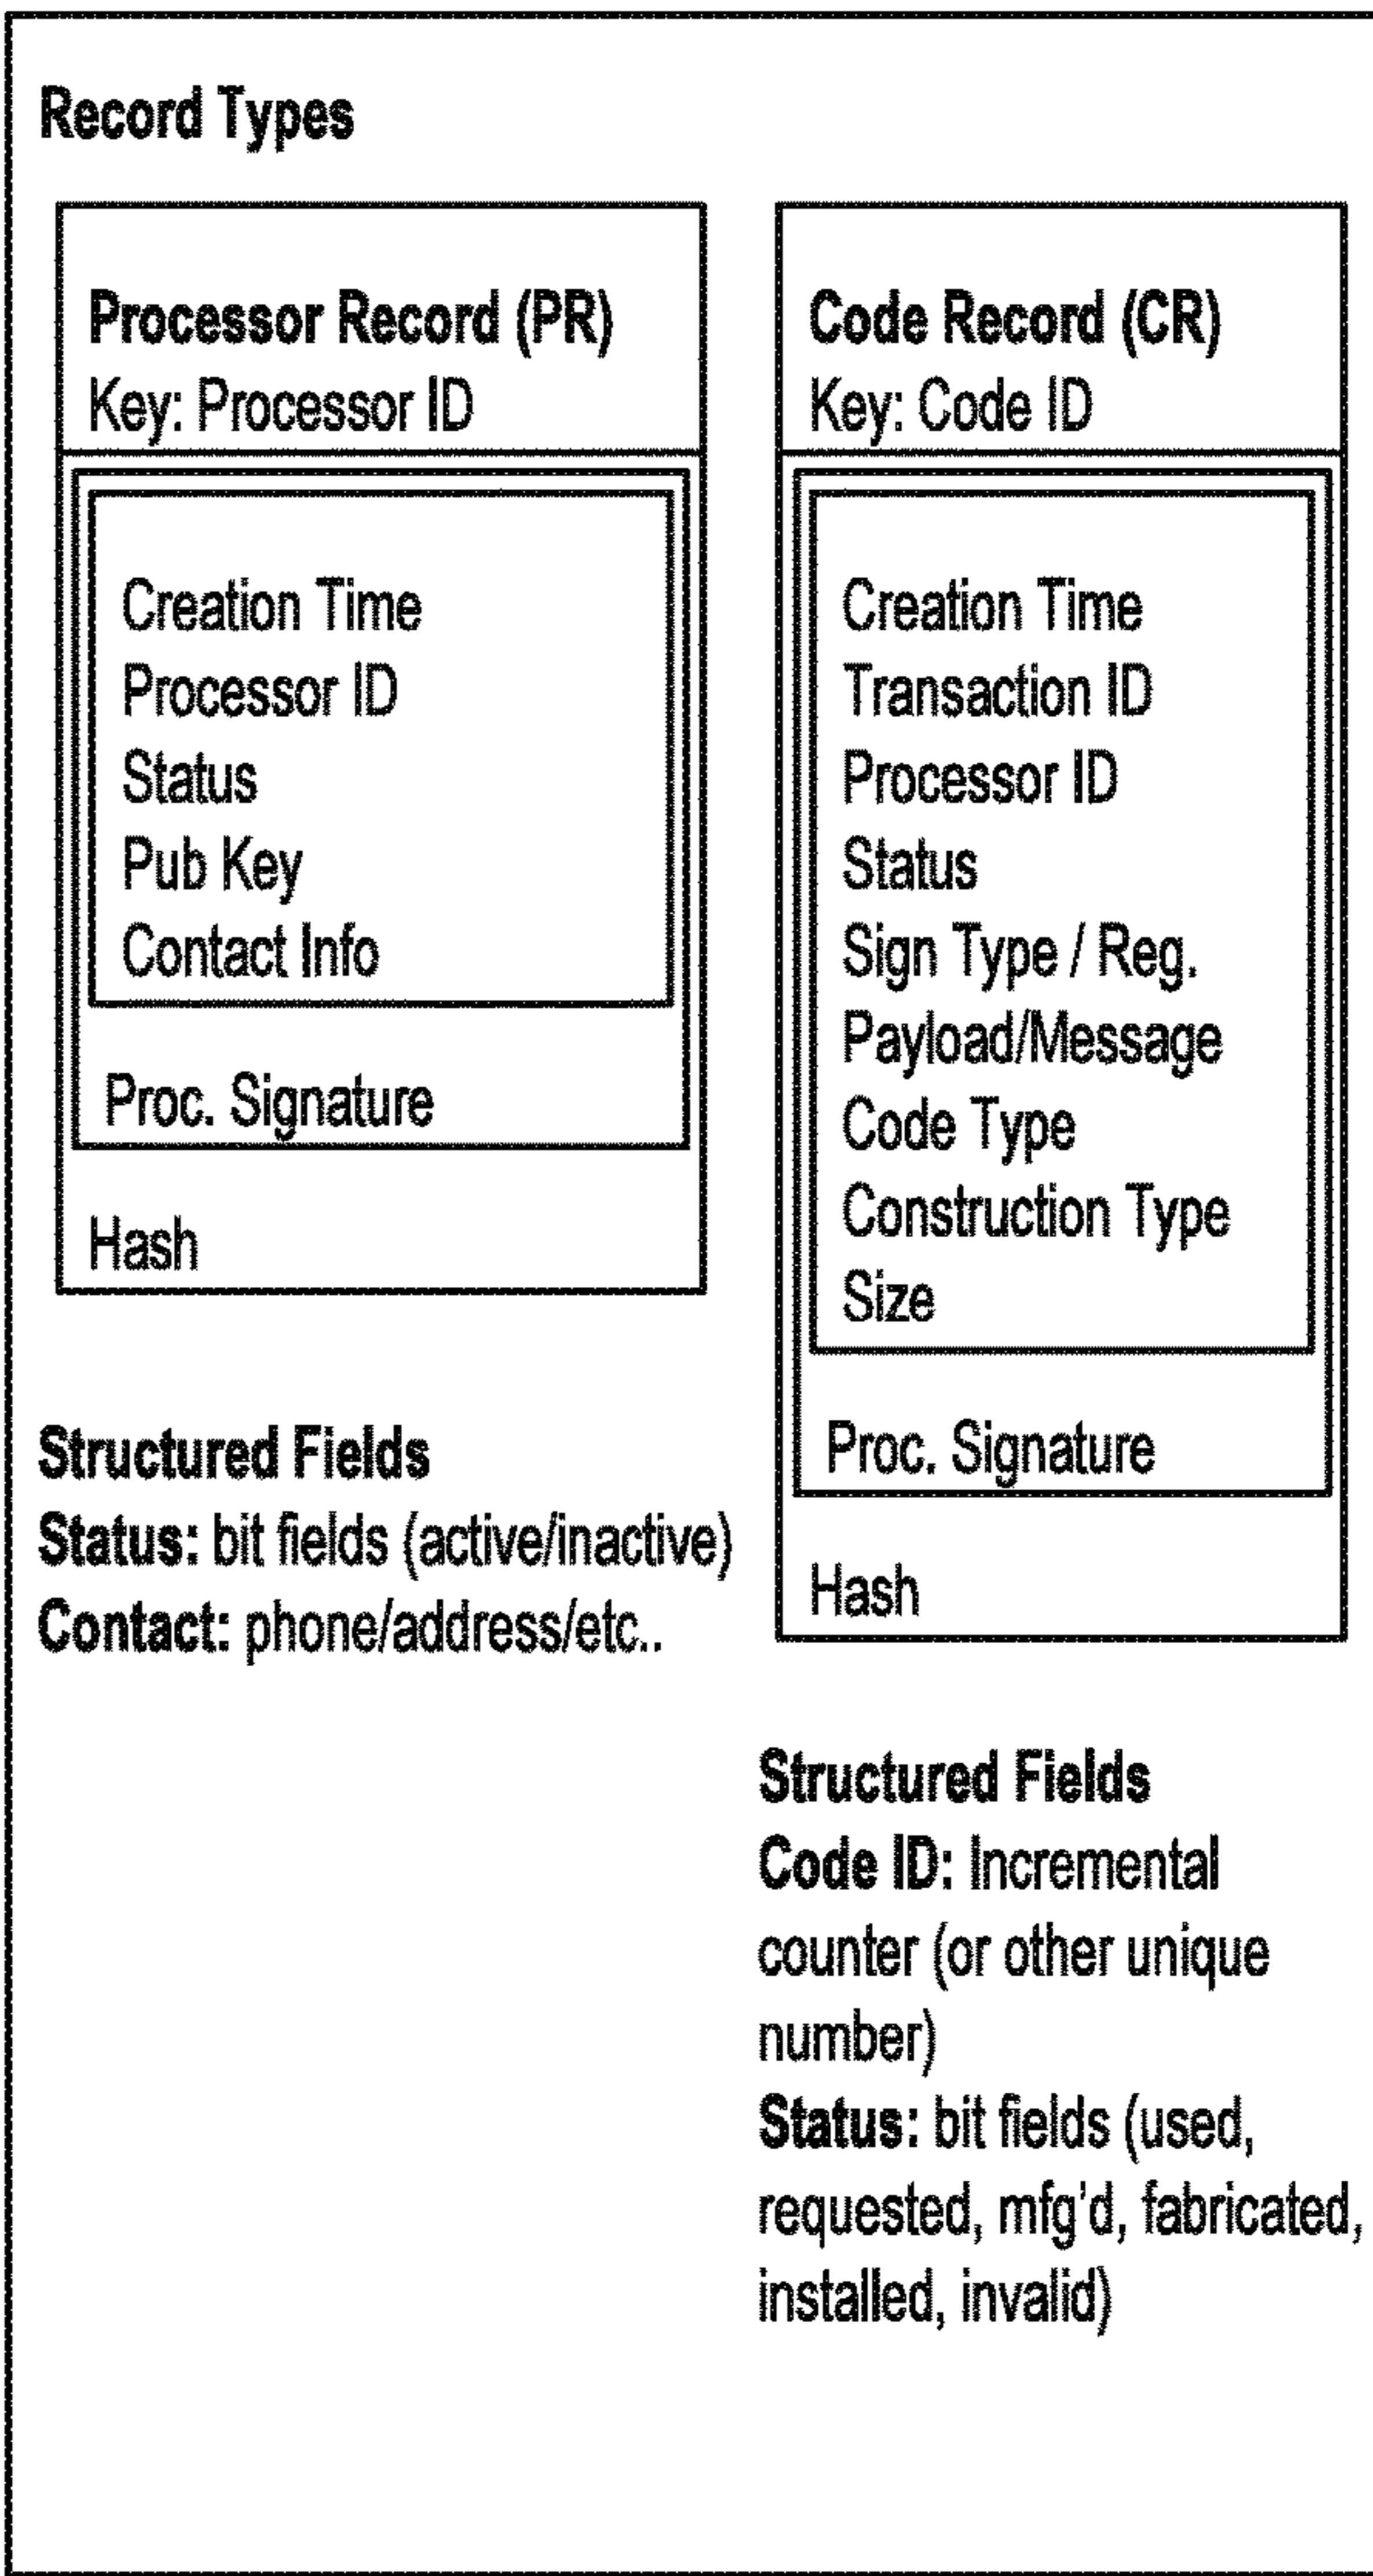 Record Types
Processor Record (PR)
Key: Processor ID
Creation Time
Processor ID
Status
Pub Key
Contact Info
Proc. Signature
Hash
Structured Fields
Status: bit fields (active/inactive)
Contact: phone/address/etc..
Code Record (CR)
Key: Code ID
Creation Time
Transaction ID
Processor ID
Status
Sign Type / Reg.
Payload/Message
Code Type
Construction Type
Size
Proc. Signature
Hash
Structured Fields
Code ID: Incremental
counter (or other unique
number)
Status: bit fields (used,
requested, mfg'd, fabricated,
installed, invalid)